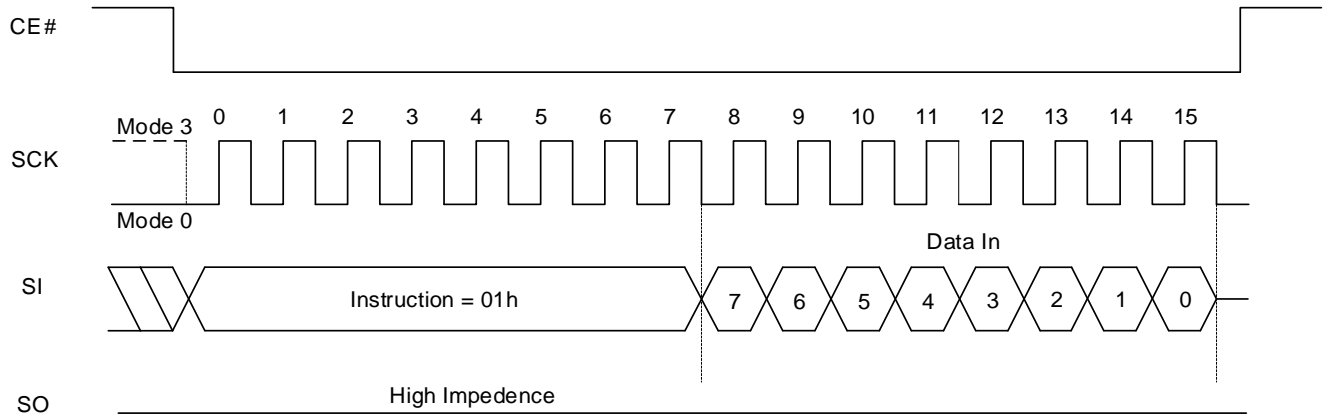 CE#
0 1 2 3 4 5 6 7 8 9 10 11 12 13 14 15
Mode 3
SCK
Mode 0
Data In
SI
Instruction = 01h
7 6 5 4 3 2 1 0
High Impedence
SO